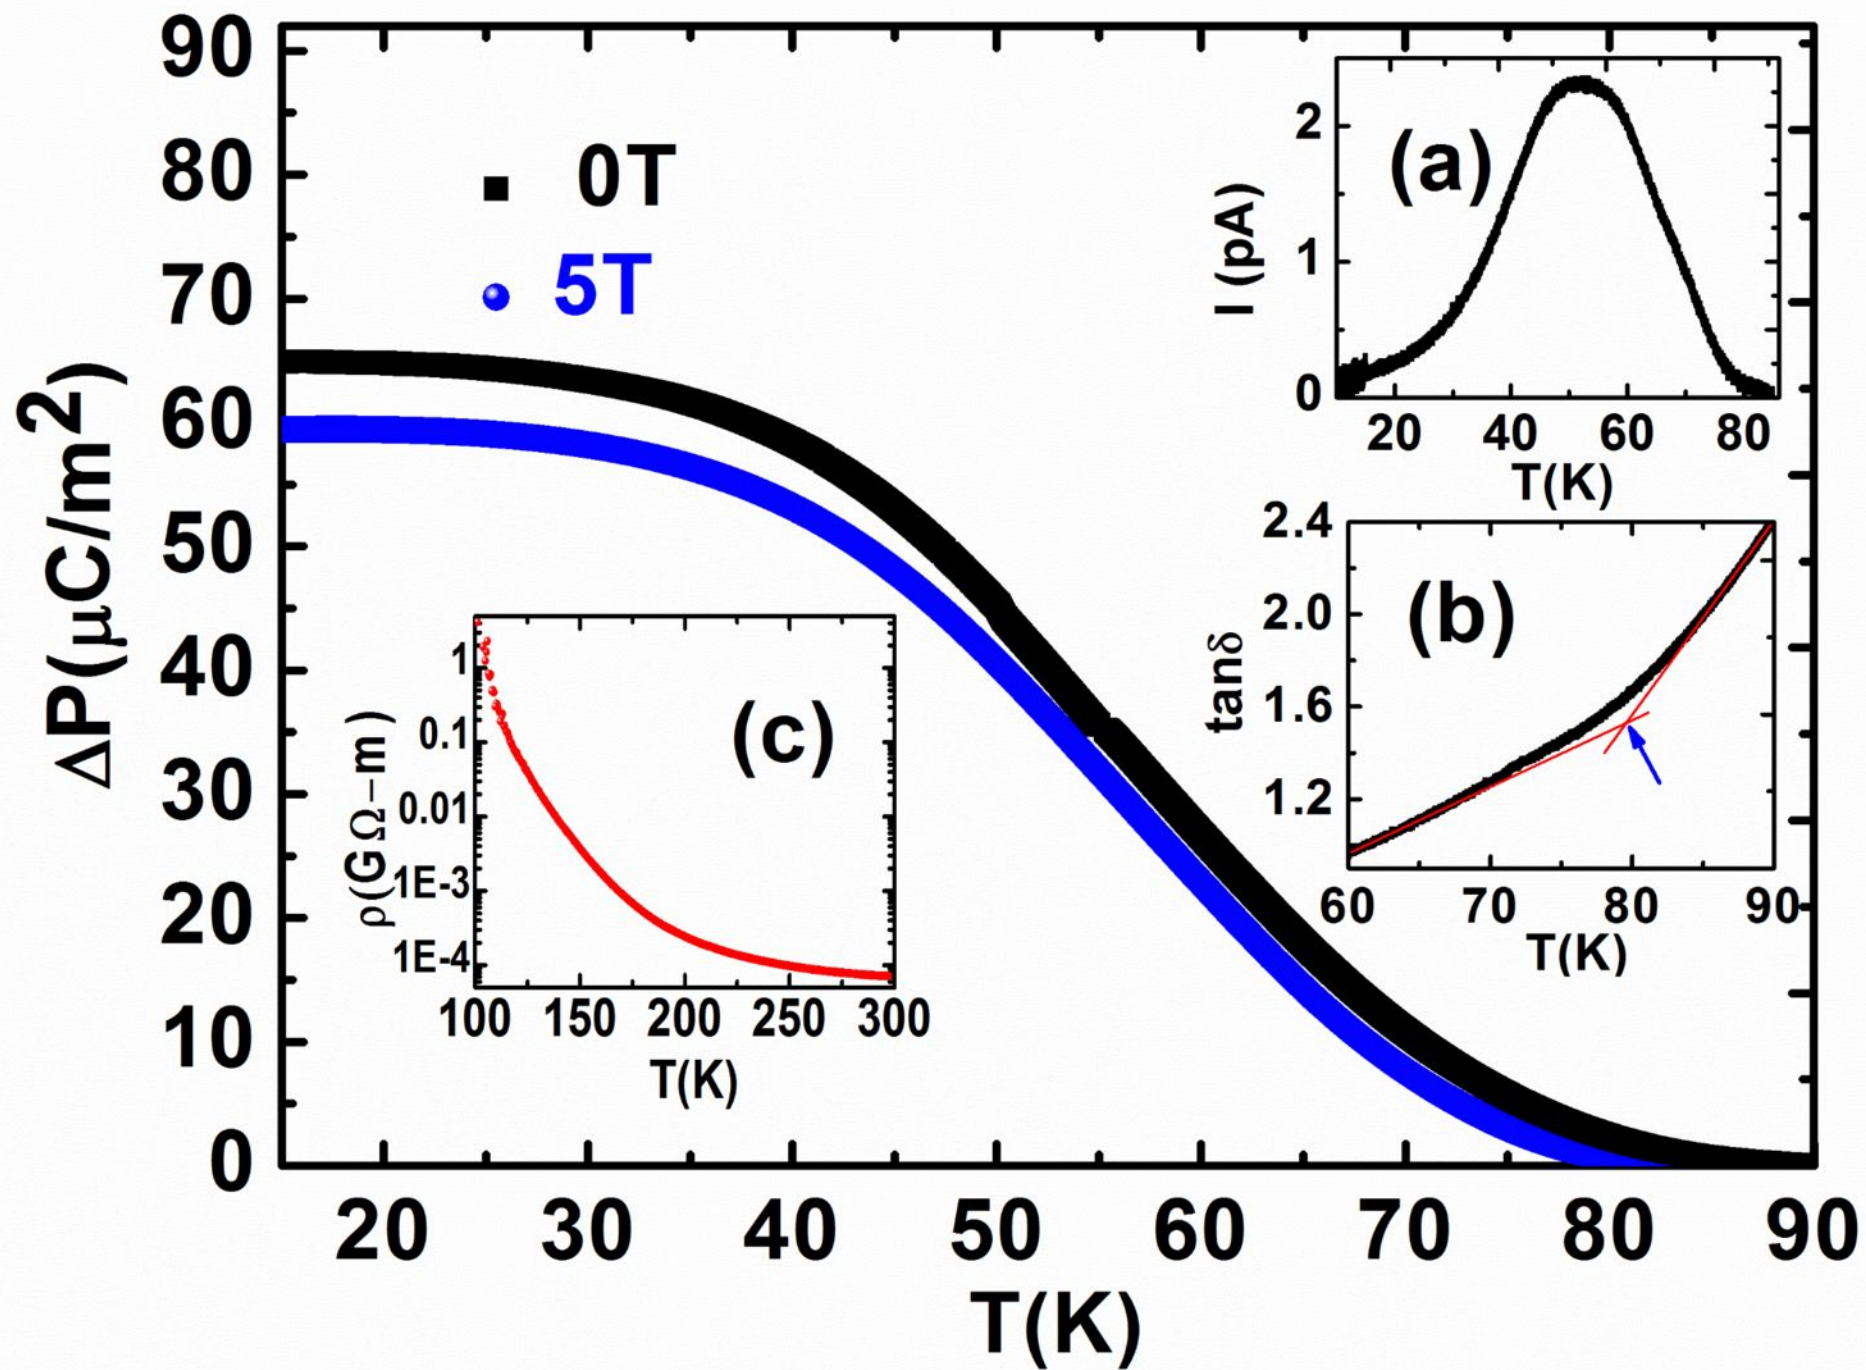 90
80
70
60
50
40
30
20
10
0
ΔP(μC/m²)
20 30 40 50 60 70 80 90
T(K)
0T
5T
(a)
I (pA)
2
1
0
20 40 60 80
T(K)
(b)
tanδ
2.4
2.0
1.6
1.2
60 70 80 90
T(K)
(c)
ρ(GΩ−m)
1
0.1
0.01
1E-3
1E-4
100 150 200 250 300
T(K)